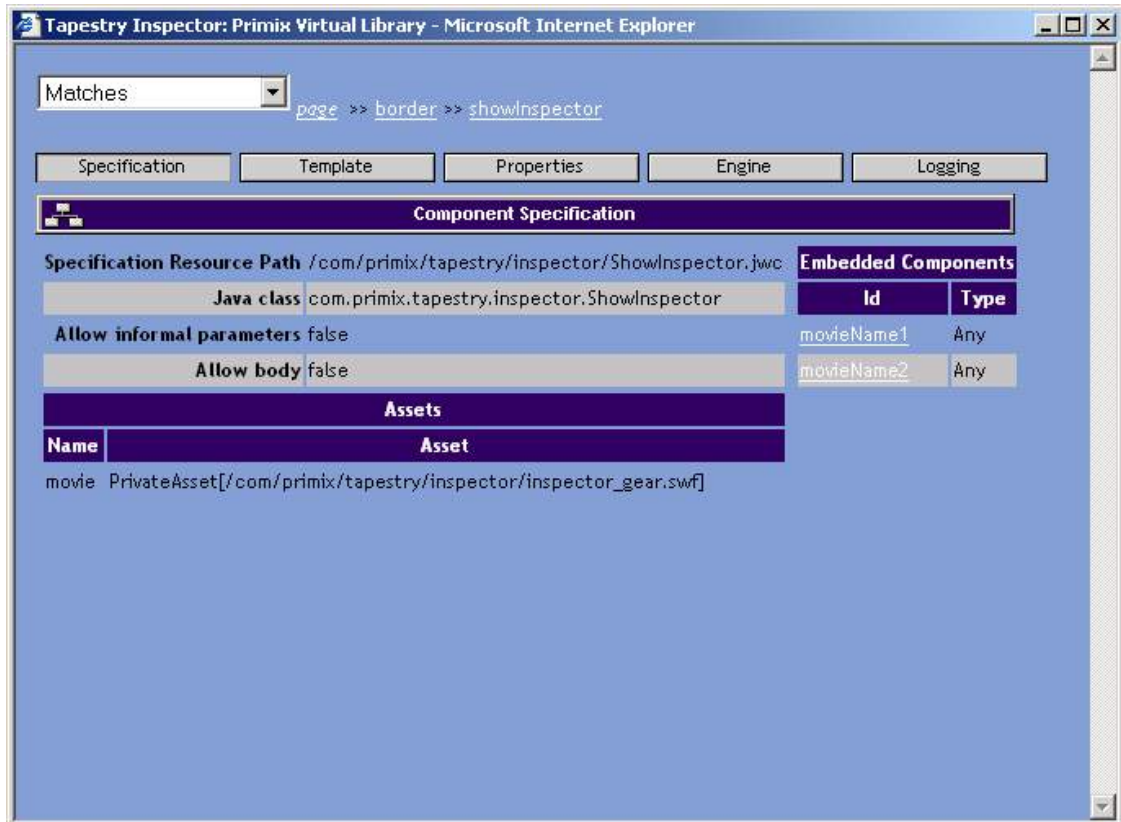 Tapestry Inspector: Primix Virtual Library - Microsoft Internet Explorer
Matches
page >> border >> showInspector
Specification Template Properties Engine Logging
Component Specification
Specification Resource Path /com/primix/tapestry/inspector/ShowInspector.jwc Embedded Components
Java class com.primix.tapestry.inspector.ShowInspector Id Type
Allow informal parameters false movieName1 Any
Allow body false movieName2 Any
Assets
Name Asset
movie PrivateAsset[/com/primix/tapestry/inspector/inspector_gear.swf]